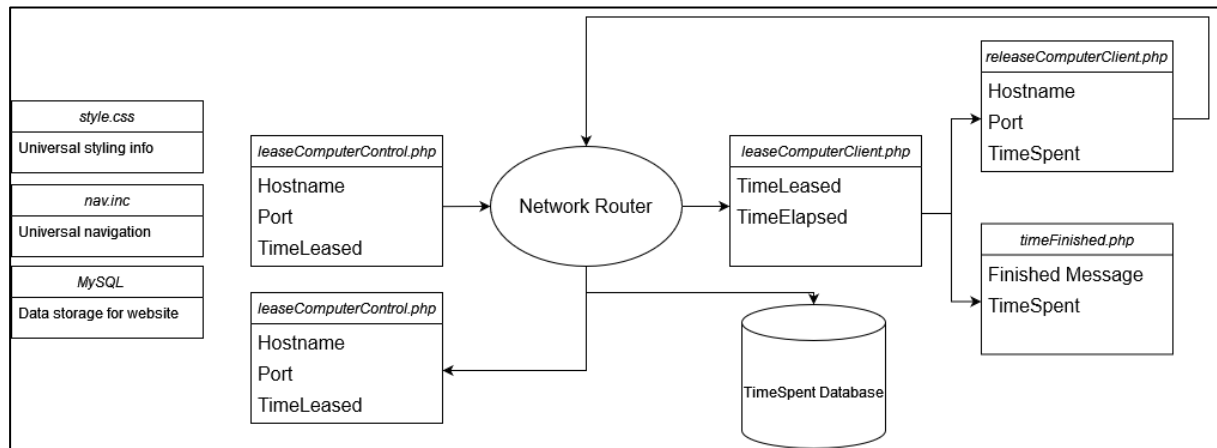 style.css
Universal styling info
nav.inc
Universal navigation
MySQL
Data storage for website
leaseComputerControl.php
Hostname
Port
TimeLeased
leaseComputerControl.php
Hostname
Port
TimeLeased
Network Router
leaseComputerClient.php
TimeLeased
TimeElapsed
TimeSpent Database
releaseComputerClient.php
Hostname
Port
TimeSpent
timeFinished.php
Finished Message
TimeSpent